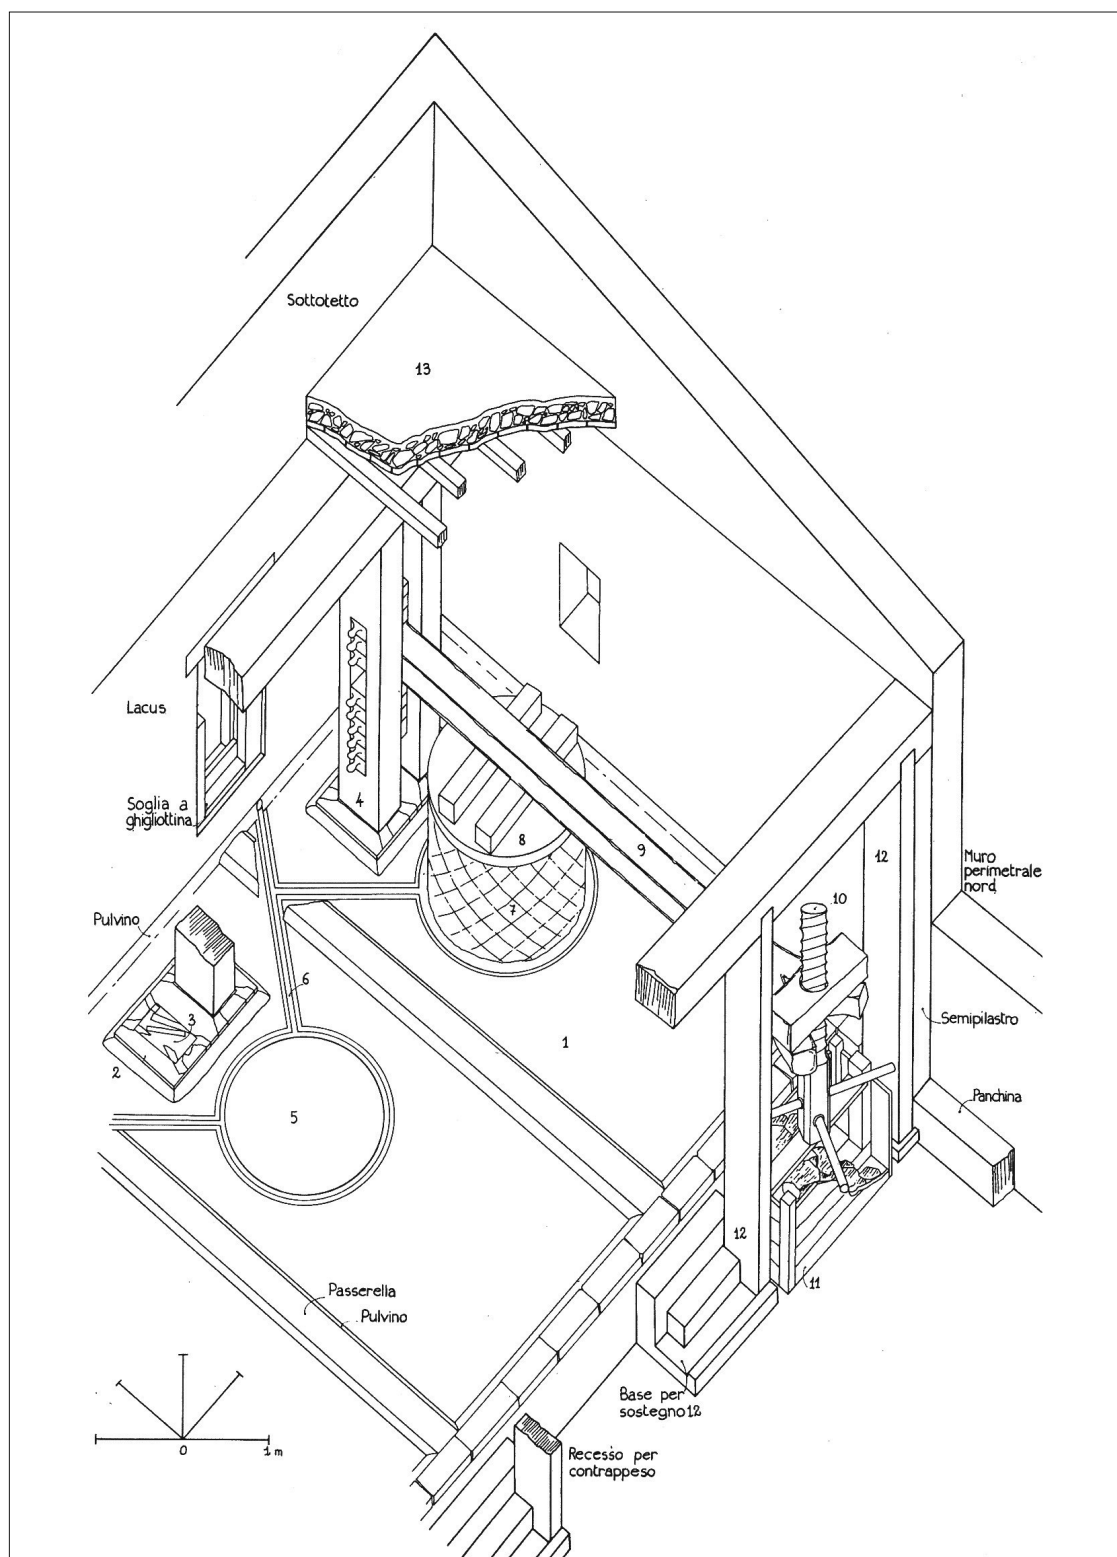 Sottotetto
13
Lacus
Soglia a
ghigliottina
4
8
9
12
Muro
perimetrale
nord
10
7
Pulvino
6
3
Semipilastro
1
2
5
Panchina
12
11
Passerella
Pulvino
Base per
sostegno 12
0
1 m
Recesso per
contrappeso